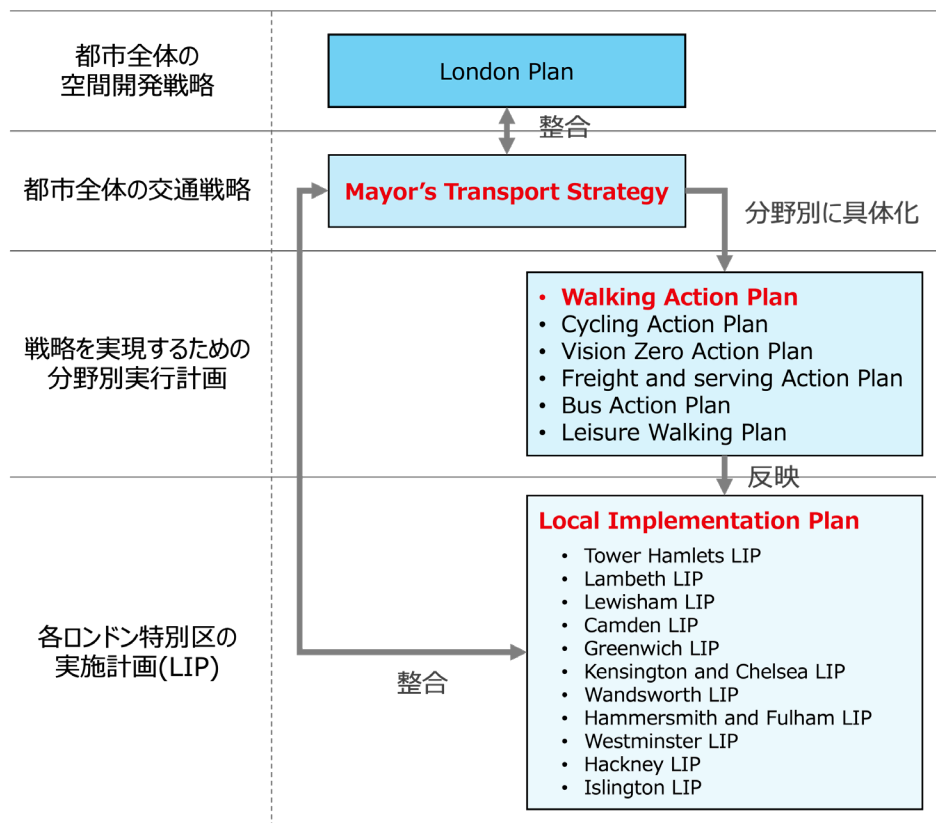 都市全体の
空間開発戦略
London Plan
整合
都市全体の交通戦略
Mayor’s Transport Strategy
分野別に具体化
戦略を実現するための
分野別実行計画
• Walking Action Plan
• Cycling Action Plan
• Vision Zero Action Plan
• Freight and serving Action Plan
• Bus Action Plan
• Leisure Walking Plan
反映
各ロンドン特別区の
実施計画(LIP)
整合
Local Implementation Plan
• Tower Hamlets LIP
• Lambeth LIP
• Lewisham LIP
• Camden LIP
• Greenwich LIP
• Kensington and Chelsea LIP
• Wandsworth LIP
• Hammersmith and Fulham LIP
• Westminster LIP
• Hackney LIP
• Islington LIP